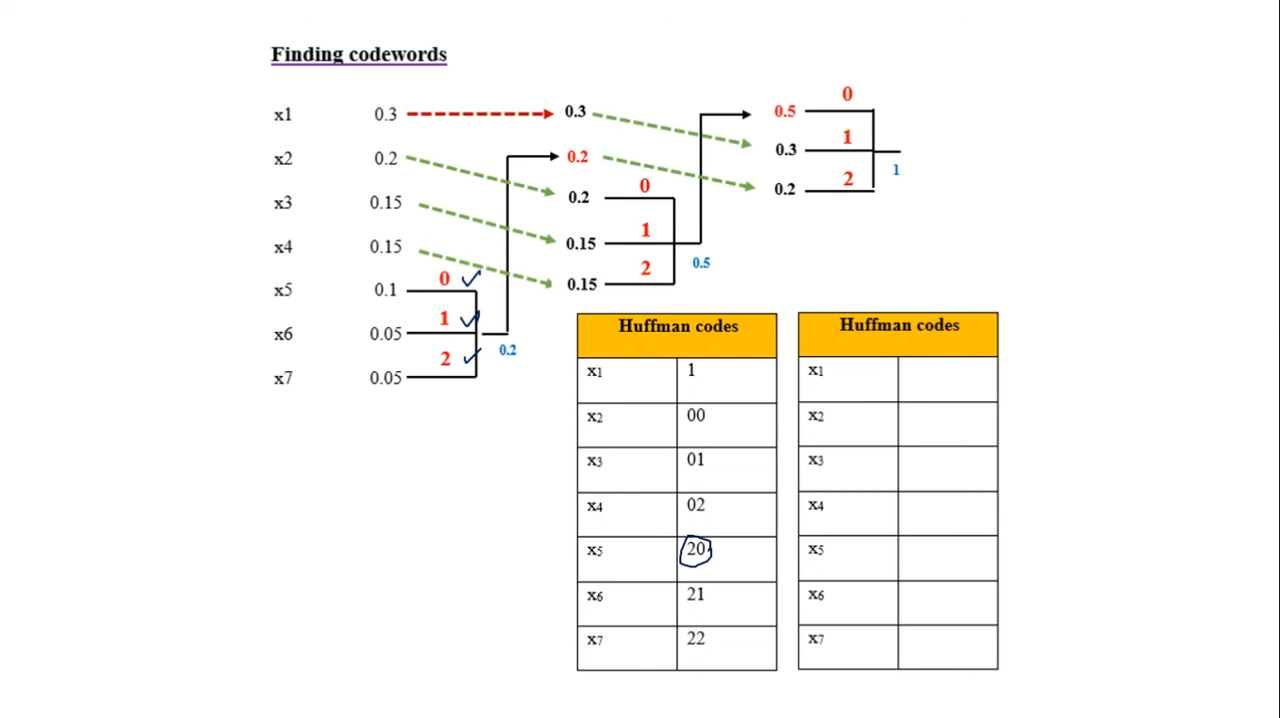 Finding codewords
x1 0.3 0.3 0.5 0
x2 0.2 0.2 0.3 1 1
x3 0.15 0.2 0 0.2 2
x4 0.15 0.15 1 0.5
x5 0.1 0 0.15 2
x6 0.05 1 0.2
x7 0.05 2
Huffman codes
x1 1
x2 00
x3 01
x4 02
x5 20
x6 21
x7 22
Huffman codes
x1
x2
x3
x4
x5
x6
x7